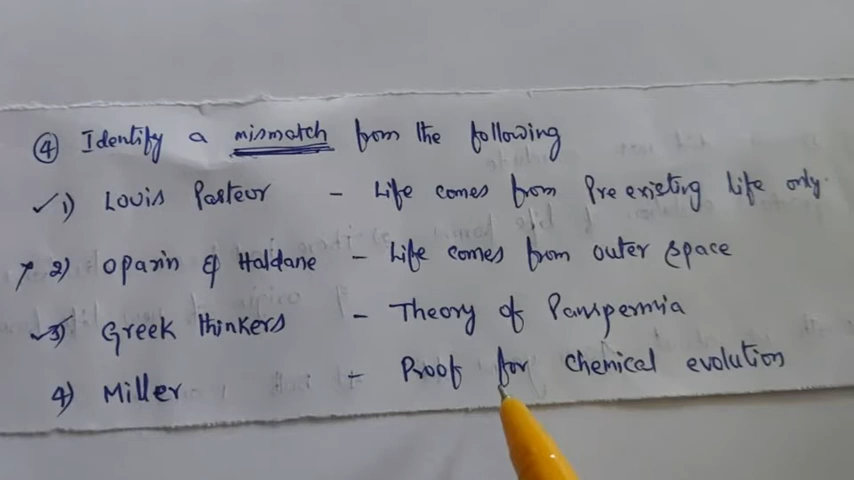 ④ Identify a mismatch from the following
✓1) Louis Pasteur - Life comes from Pre existing life only.
✗2) Oparin & Haldane - Life comes from outer space
✓3) Greek thinkers - Theory of Panspermia
4) Miller - Proof for chemical evolution